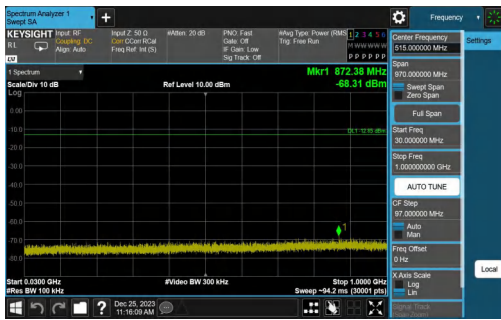 Spectrum Analyzer 1
Swept SA
Frequency
KEYSIGHT
RL
Input: RF
Coupling: DC
Align: Auto
Input Z: 50 Ω
Corr CCorr RCal
Freq Ref: Int (S)
#Atten: 20 dB
PNO: Fast
Gate: Off
IF Gain: Low
Sig Track: Off
#Avg Type: Power (RMS
Trig: Free Run
1 2 3 4 5 6
M W W W W W
P P P P P P
1 Spectrum
Scale/Div 10 dB
Log
Ref Level 10.00 dBm
Mkr1 872.38 MHz
-68.31 dBm
0.00
-10.0
-20.0
-30.0
-40.0
-50.0
-60.0
-70.0
-80.0
1
Start 0.0300 GHz
#Res BW 100 kHz
#Video BW 300 kHz
Stop 1.0000 GHz
Sweep ~94.2 ms (30001 pts)
Dec 25, 2023
11:16:09 AM
Center Frequency
515.000000 MHz
Span
970.000000 MHz
Swept Span
Zero Span
Full Span
Start Freq
30.000000 MHz
Stop Freq
1.000000000 GHz
AUTO TUNE
CF Step
97.000000 MHz
Auto
Man
Freq Offset
0 Hz
X Axis Scale
Log
Lin
Signal Track
Settings
Local